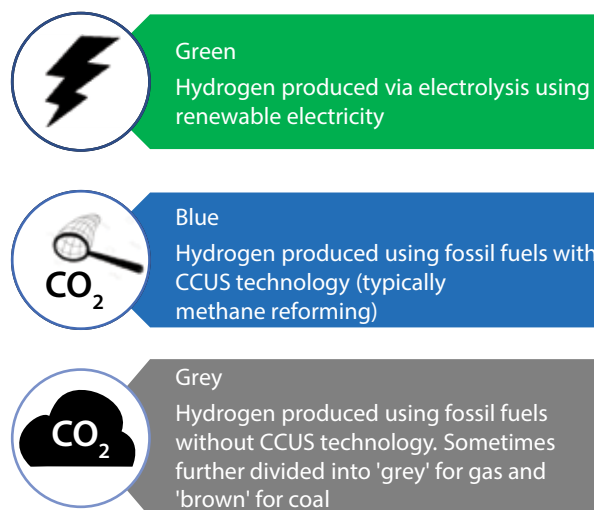 Green
Hydrogen produced via electrolysis using
renewable electricity
Blue
Hydrogen produced using fossil fuels with
CCUS technology (typically
methane reforming)
CO₂
Grey
Hydrogen produced using fossil fuels
without CCUS technology. Sometimes
further divided into 'grey' for gas and
'brown' for coal
CO₂